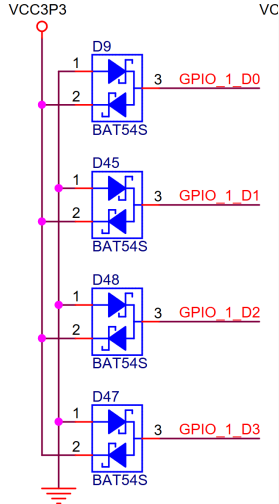 VCC3P3
VC
D9
1
3
GPIO_1_D0
2
BAT54S
D45
1
3
GPIO_1_D1
2
BAT54S
D48
1
3
GPIO_1_D2
2
BAT54S
D47
1
3
GPIO_1_D3
2
BAT54S